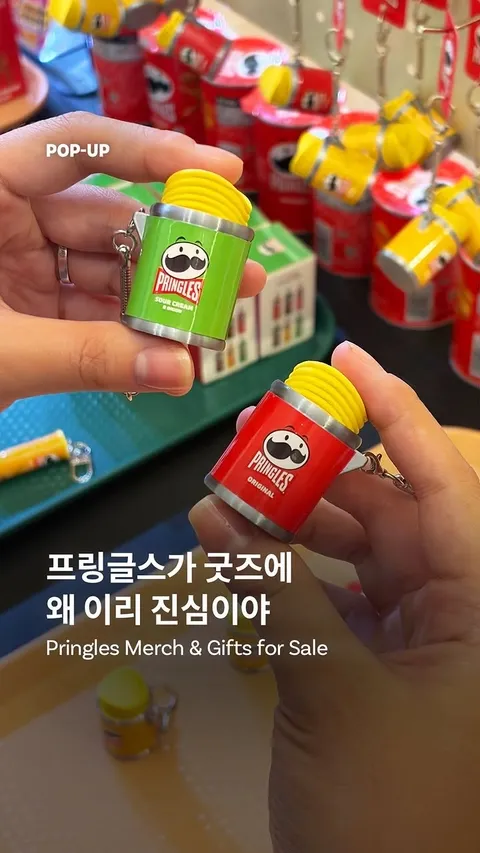 POP-UP
PRINGLES
SOUR CREAM
& ONION
PRINGLES
ORIGINAL
프링글스가 굿즈에
왜 이리 진심이야
Pringles Merch & Gifts for Sale